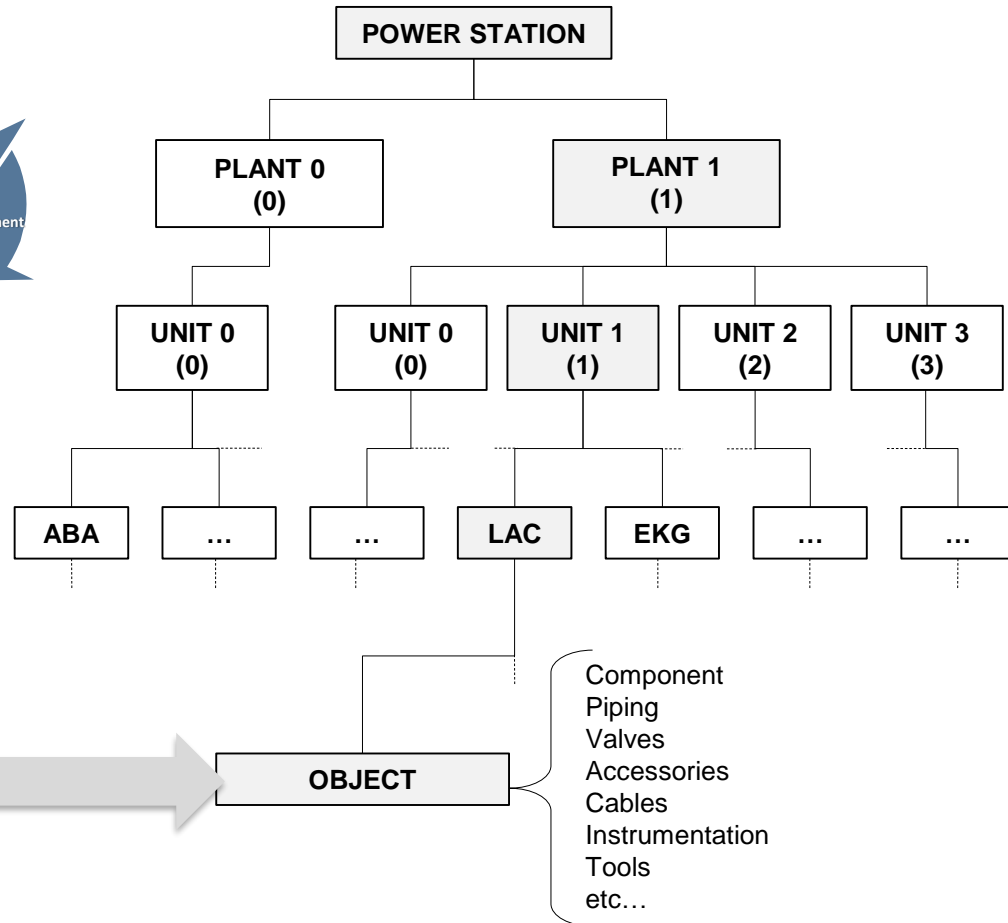 POWER STATION
PLANT 0
(0)
PLANT 1
(1)
UNIT 0
(0)
UNIT 0
(0)
UNIT 1
(1)
UNIT 2
(2)
UNIT 3
(3)
ABA
...
...
LAC
EKG
...
...
OBJECT
Component
Piping
Valves
Accessories
Cables
Instrumentation
Tools
etc...